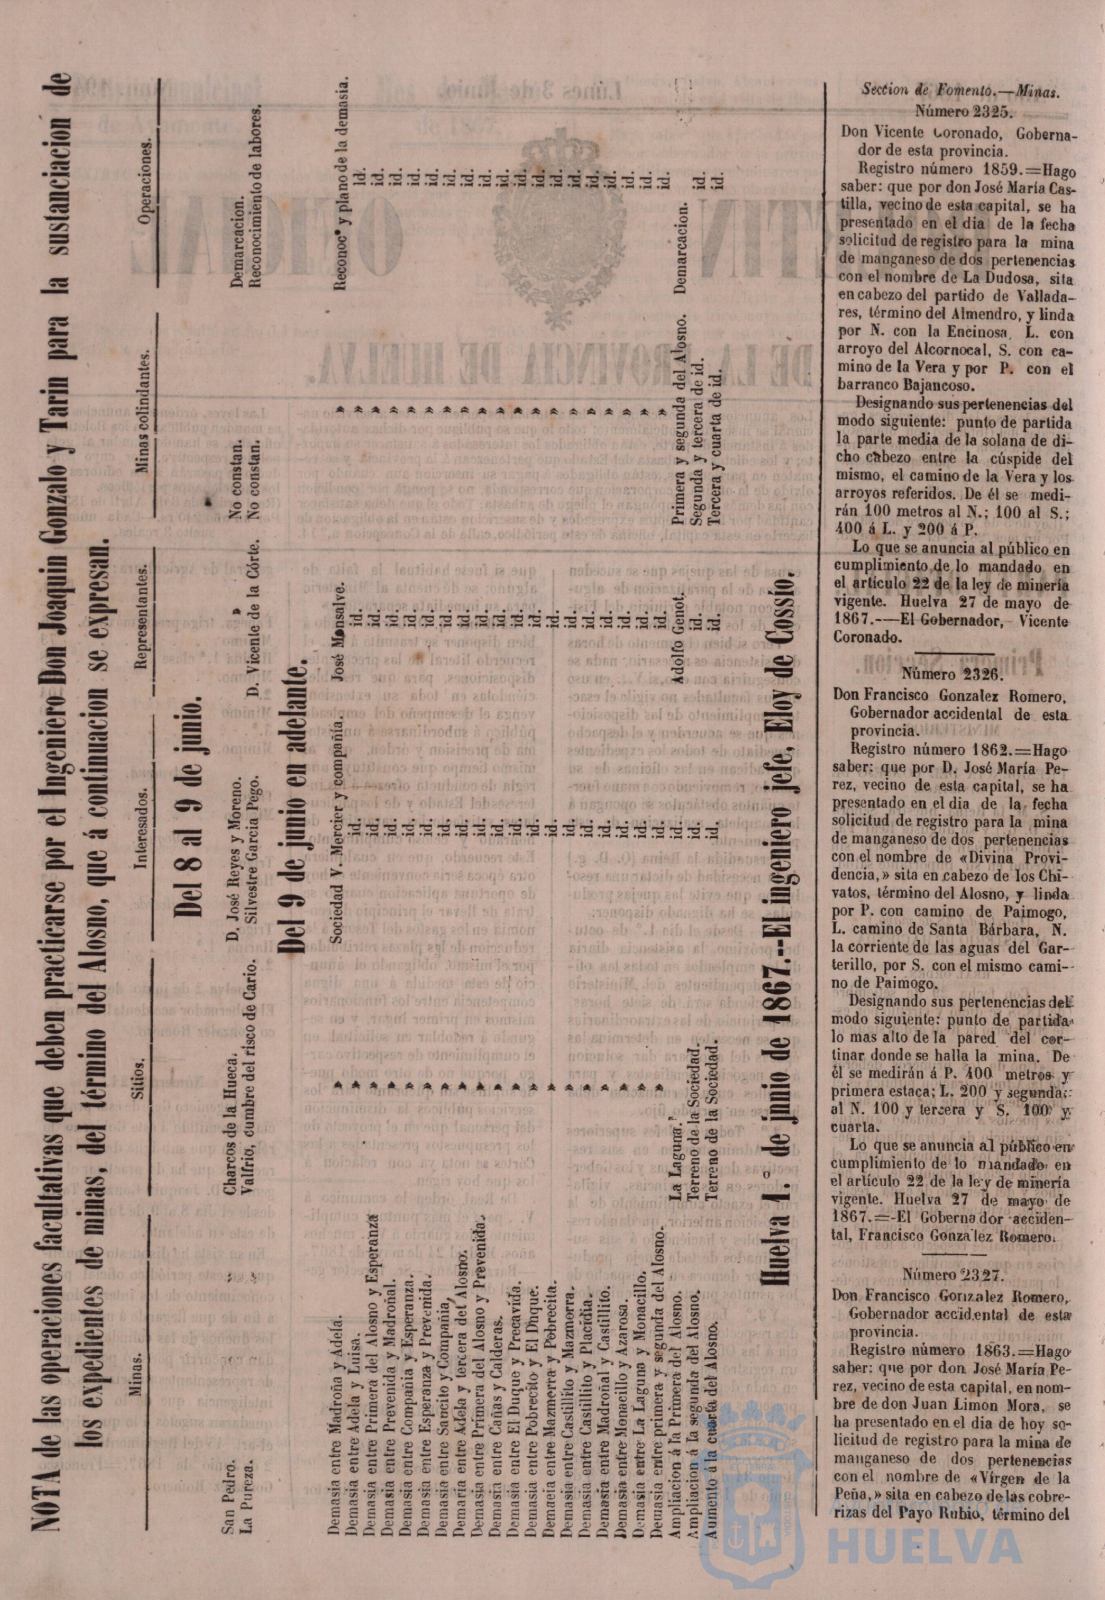 NOTA de las operaciones facultativas que deben practicarse por el Ingeniero Don Joaquin Gonzalo y Tarin para la sustanciacion de
los expedientes de minas, del término del Alosno, que á continuacion se expresan.
Minas. Sitios. Interesados. Representantes. Minas colindantes. Operaciones.
Del 8 al 9 de junio.
San Pedro. » Charcos de la Hueca. D. José Reyes y Moreno. » No constan. Demarcacion.
La Pureza. » Valfrio, cumbre del risco de Cario. Silvestre Garcia Pego. D. Vicente de la Córte. No constan. Reconocimiento de labores.
Del 9 de junio en adelante.
Demasia entre Madroña y Adela. » Sociedad V. Mercier y compañía. José Monsalve. » Reconocº y plano de la demasia.
Demasia entre Adela y Luisa. » id. id. » Id.
Demasia entre Primera del Alosno y Esperanza » id. id. » id.
Demasia entre Prevenida y Madroñal. » id. id. » id.
Demasia entre Compañia y Esperanza. » id. id. » id.
Demasia entre Esperanza y Prevenida. » id. id. » id.
Demasia entre Sancito y Compañia, » id. id. » id.
Demaria entre Adela y tercera del Alosno. » id. id. » id.
Demasia entre Primera del Alosno y Prevenida. » id. id. » id.
Demasia entre Cañas y Calderas. » id. id. » id.
Demasia entre El Duque y Precavida. » id. id. » id.
Demasia entre Pobrecito y El Duque. » id. id. » id.
Demacia entre Mazmerra y Pobrecita. » id. id. » id.
Demasia entre Castillito y Mazmorra. » id. id. » id.
Demasia entre Castillito y Placidia. » id. id. » id.
Demasia entre Madroñal y Castillito. » id. id. » id.
Demasia entre Monacillo y Azarosa. » id. id. » id.
Demasia entre La Laguna y Monacillo. » id. id. » id.
Demasia entre primera y segunda del Alosno. » id. id. » id.
Ampliacion á la Primera del Alosno. La Laguna. id. Adolfo Genot. Primera y segunda del Alosno. Demarcacion.
Ampliacion á la segunda del Alosno. Terreno de la Sociedad. id. id. Segunda y tercera de id. id.
Aumento á la cuarta del Alosno. Terreno de la Sociedad. id. id. Tercera y cuarta de id. id.
Huelva 1.º de junio de 1867.--El ingeniero jefe, Eloy de Cossío.
Section de Fomento.—Minas.
Número 2325.
Don Vicente Coronado, Goberna-
dor de esta provincia.
Registro número 1859.=Hago
saber: que por don José María Cas-
tilla, vecino de esta capital, se ha
presentado en el dia de la fecha
solicitud de registro para la mina
de manganeso de dos pertenencias
con el nombre de La Dudosa, sita
en cabezo del partido de Vallada-
res, término del Almendro, y linda
por N. con la Encinosa, L. con
arroyo del Alcornocal, S. con ca-
mino de la Vera y por P. con el
barranco Bajancoso.
Designando sus pertenencias del
modo siguiente: punto de partida
la parte media de la solana de di-
cho cabezo entre la cúspide del
mismo, el camino de la Vera y los
arroyos referidos. De él se medi-
rán 100 metros al N.; 100 al S.;
400 á L. y 200 á P.
Lo que se anuncia al público en
cumplimiento de lo mandado en
el artículo 22 de la ley de minería
vigente. Huelva 27 de mayo de
1867.-—El Gobernador,- Vicente
Coronado.
Número 2326.
Don Francisco Gonzalez Romero,
Gobernador accidental de esta
provincia.
Registro número 1862.=Hago
saber: que por D. José María Pe-
rez, vecino de esta capital, se ha
presentado en el dia de la fecha
solicitud de registro para la mina
de manganeso de dos pertenencias
con el nombre de «Divina Provi-
dencia,» sita en cabezo de los Chi-
vatos, término del Alosno, y linda
por P. con camino de Paimogo,
L. camino de Santa Bárbara, N.
la corriente de las aguas del Gar-
terillo, por S. con el mismo cami-
no de Paimogo.
Designando sus pertenencias del
modo siguiente: punto de partida
lo mas alto de la pared del cor-
tinar donde se halla la mina. De
él se medirán á P. 400 metros y
primera estaca; L. 200 y segunda;
al N. 100 y tercera y S. 100 y
cuarta.
Lo que se anuncia al público en
cumplimiento de lo mandado en
el artículo 22 de la ley de minería
vigente. Huelva 27 de mayo de
1867.=-El Gobernador acciden-
tal, Francisco Gonzalez Romero.
Número 2327.
Don Francisco Gonzalez Romero,
Gobernador accidental de esta
provincia.
Registro número 1863.=Hago
saber: que por don José María Pe-
rez, vecino de esta capital, en nom-
bre de don Juan Limon Mora, se
ha presentado en el dia de hoy so-
licitud de registro para la mina de
manganeso de dos pertenencias
con el nombre de «Vírgen de la
Peña,» sita en cabezo de las cobre-
rizas del Payo Rubio, término del
HUELVA